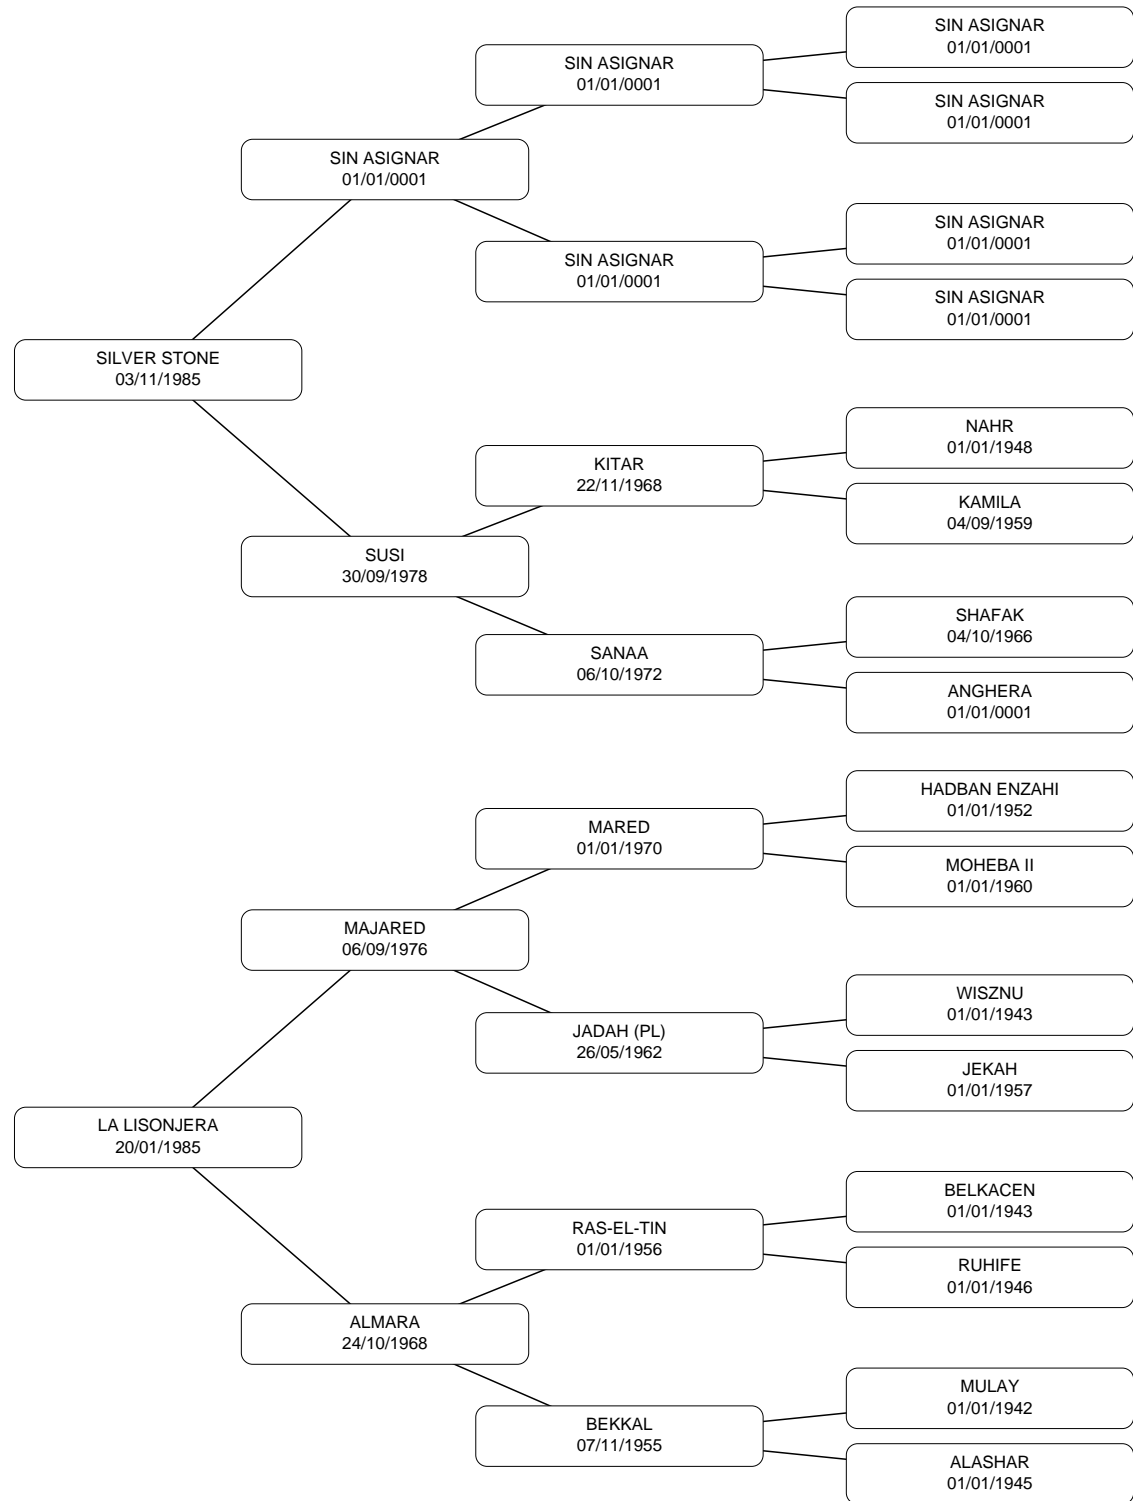 SIN ASIGNAR
01/01/0001
SIN ASIGNAR
01/01/0001
SIN ASIGNAR
01/01/0001
SIN ASIGNAR
01/01/0001
SIN ASIGNAR
01/01/0001
SIN ASIGNAR
01/01/0001
SIN ASIGNAR
01/01/0001
SILVER STONE
03/11/1985
NAHR
01/01/1948
KITAR
22/11/1968
KAMILA
04/09/1959
SUSI
30/09/1978
SHAFAK
04/10/1966
SANAA
06/10/1972
ANGHERA
01/01/0001
HADBAN ENZAHI
01/01/1952
MARED
01/01/1970
MOHEBA II
01/01/1960
MAJARED
06/09/1976
WISZNU
01/01/1943
JADAH (PL)
26/05/1962
JEKAH
01/01/1957
LA LISONJERA
20/01/1985
BELKACEN
01/01/1943
RAS-EL-TIN
01/01/1956
RUHIFE
01/01/1946
ALMARA
24/10/1968
MULAY
01/01/1942
BEKKAL
07/11/1955
ALASHAR
01/01/1945